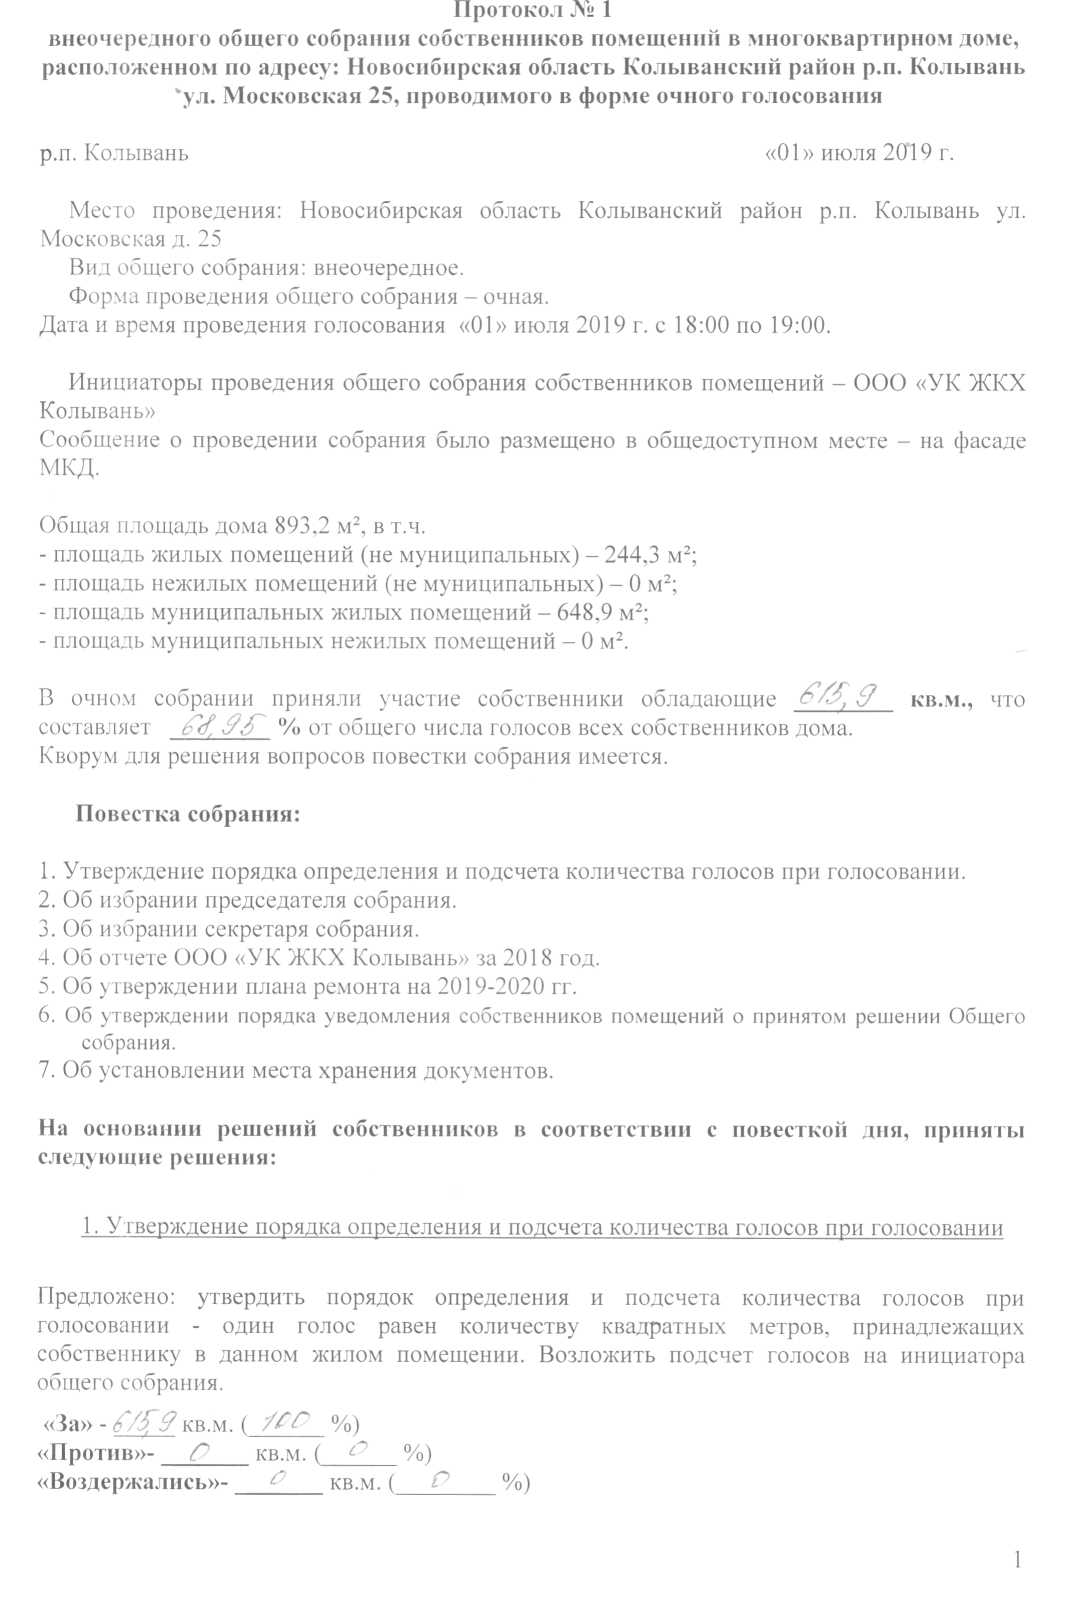 Протокол № 1
внеочередного общего собрания собственников помещений в многоквартирном доме,
расположенном по адресу: Новосибирская область Колыванский район р.п. Колывань
ул. Московская 25, проводимого в форме очного голосования
р.п. Колывань «01» июля 2019 г.
Место проведения: Новосибирская область Колыванский район р.п. Колывань ул.
Московская д. 25
Вид общего собрания: внеочередное.
Форма проведения общего собрания – очная.
Дата и время проведения голосования «01» июля 2019 г. с 18:00 по 19:00.
Инициаторы проведения общего собрания собственников помещений – ООО «УК ЖКХ
Колывань»
Сообщение о проведении собрания было размещено в общедоступном месте – на фасаде
МКД.
Общая площадь дома 893,2 м², в т.ч.
- площадь жилых помещений (не муниципальных) – 244,3 м²;
- площадь нежилых помещений (не муниципальных) – 0 м²;
- площадь муниципальных жилых помещений – 648,9 м²;
- площадь муниципальных нежилых помещений – 0 м².
В очном собрании приняли участие собственники обладающие 615,9 кв.м., что
составляет 68,95 % от общего числа голосов всех собственников дома.
Кворум для решения вопросов повестки собрания имеется.
Повестка собрания:
1. Утверждение порядка определения и подсчета количества голосов при голосовании.
2. Об избрании председателя собрания.
3. Об избрании секретаря собрания.
4. Об отчете ООО «УК ЖКХ Колывань» за 2018 год.
5. Об утверждении плана ремонта на 2019-2020 гг.
6. Об утверждении порядка уведомления собственников помещений о принятом решении Общего
собрания.
7. Об установлении места хранения документов.
На основании решений собственников в соответствии с повесткой дня, приняты
следующие решения:
1. Утверждение порядка определения и подсчета количества голосов при голосовании
Предложено: утвердить порядок определения и подсчета количества голосов при
голосовании - один голос равен количеству квадратных метров, принадлежащих
собственнику в данном жилом помещении. Возложить подсчет голосов на инициатора
общего собрания.
«За» - 615,9 кв.м. ( 100 %)
«Против»- 0 кв.м. ( 0 %)
«Воздержались»- 0 кв.м. ( 0 %)
1